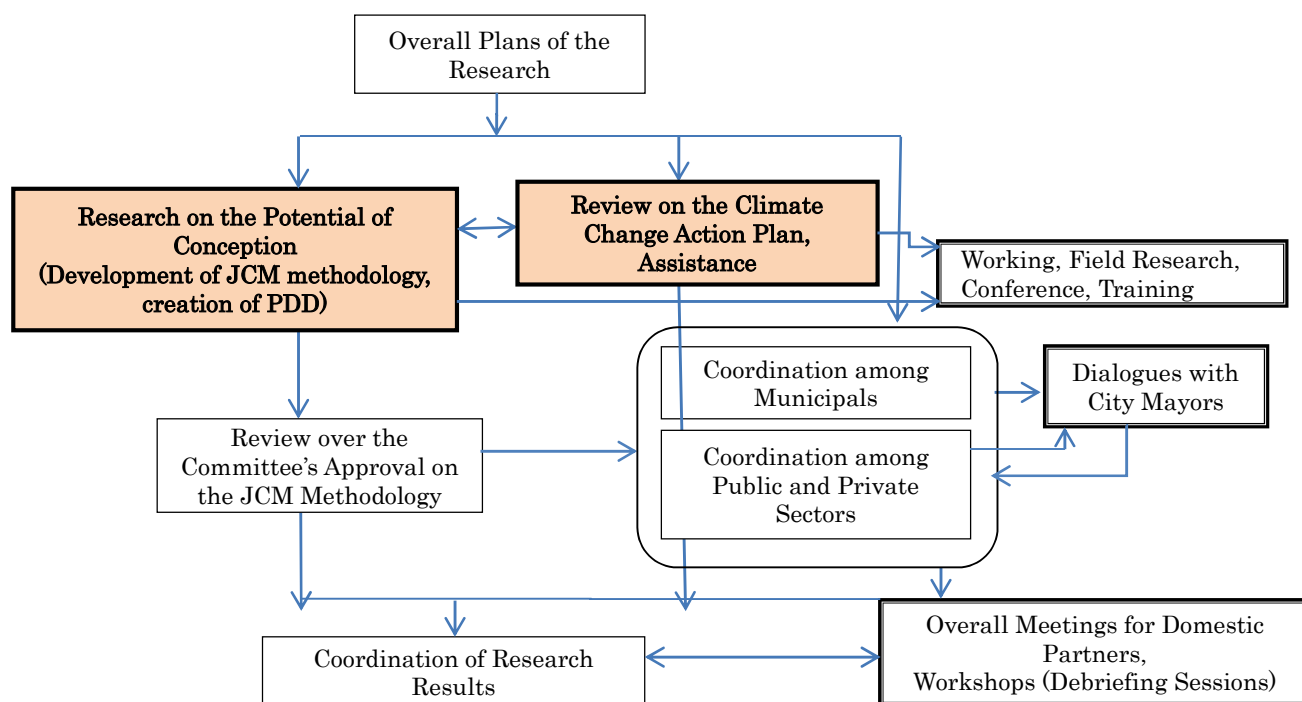 Overall Plans of the
Research
Research on the Potential of
Conception
(Development of JCM methodology,
creation of PDD)
Review on the Climate
Change Action Plan,
Assistance
Working, Field Research,
Conference, Training
Coordination among
Municipals
Dialogues with
City Mayors
Review over the
Committee’s Approval on
the JCM Methodology
Coordination among
Public and Private
Sectors
Coordination of Research
Results
Overall Meetings for Domestic
Partners,
Workshops (Debriefing Sessions)